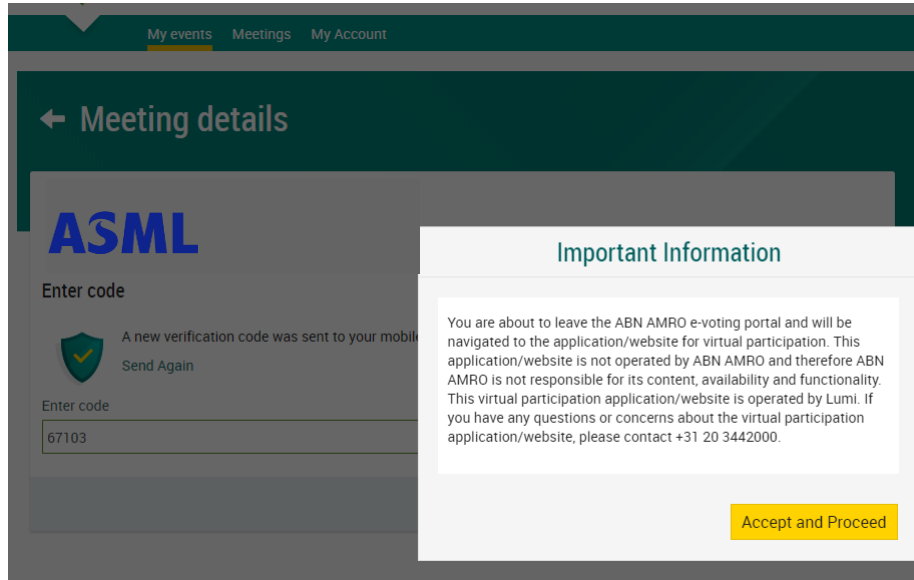 My events Meetings My Account
Meeting details
ASML
Enter code
A new verification code was sent to your mobile
Send Again
Enter code
67103
Important Information
You are about to leave the ABN AMRO e-voting portal and will be
navigated to the application/website for virtual participation. This
application/website is not operated by ABN AMRO and therefore ABN
AMRO is not responsible for its content, availability and functionality.
This virtual participation application/website is operated by Lumi. If
you have any questions or concerns about the virtual participation
application/website, please contact +31 20 3442000.
Accept and Proceed